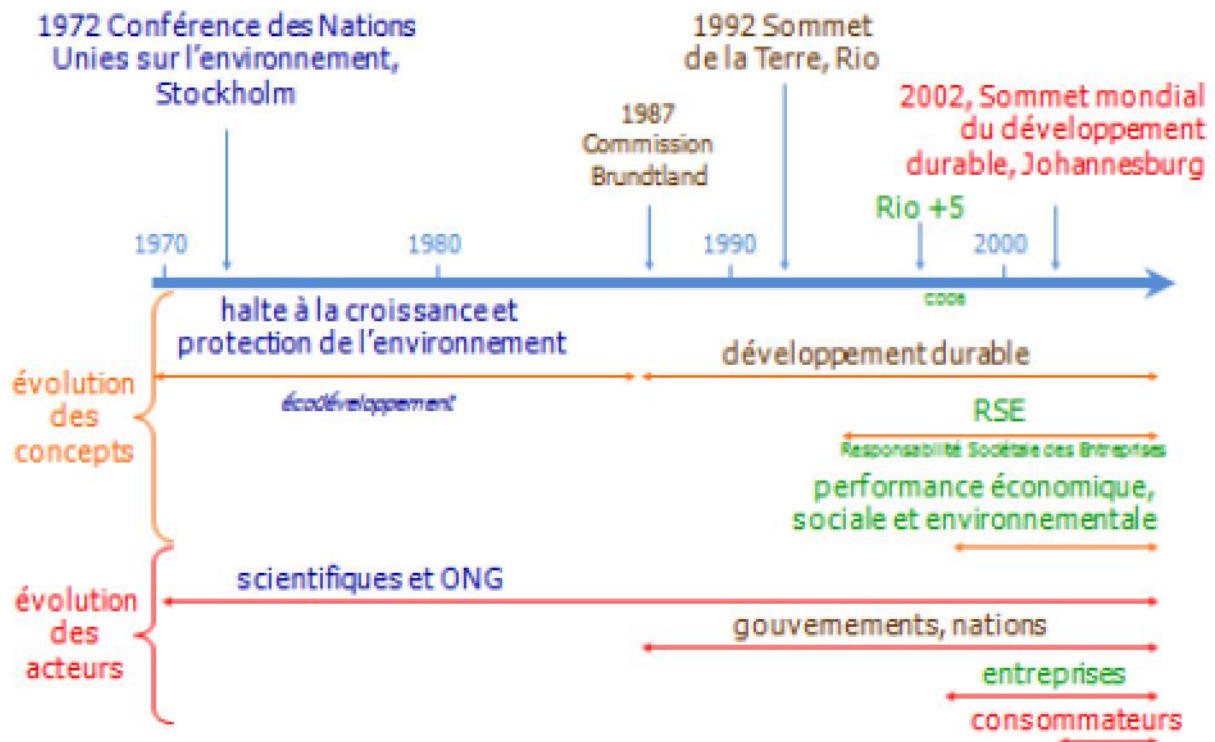 1972 Conférence des Nations
Unies sur l'environnement,
Stockholm
1987
Commission
Brundtland
1992 Sommet
de la Terre, Rio
2002, Sommet mondial
du développement
durable, Johannesburg
Rio +5
1970
1980
1990
2000
évolution
des
concepts
halte à la croissance et
protection de l'environnement
écodéveloppement
développement durable
RSE
Responsabilité Sociétale des Entreprises
performance économique,
sociale et environnementale
évolution
des
acteurs
scientifiques et ONG
gouvernements, nations
entreprises
consommateurs